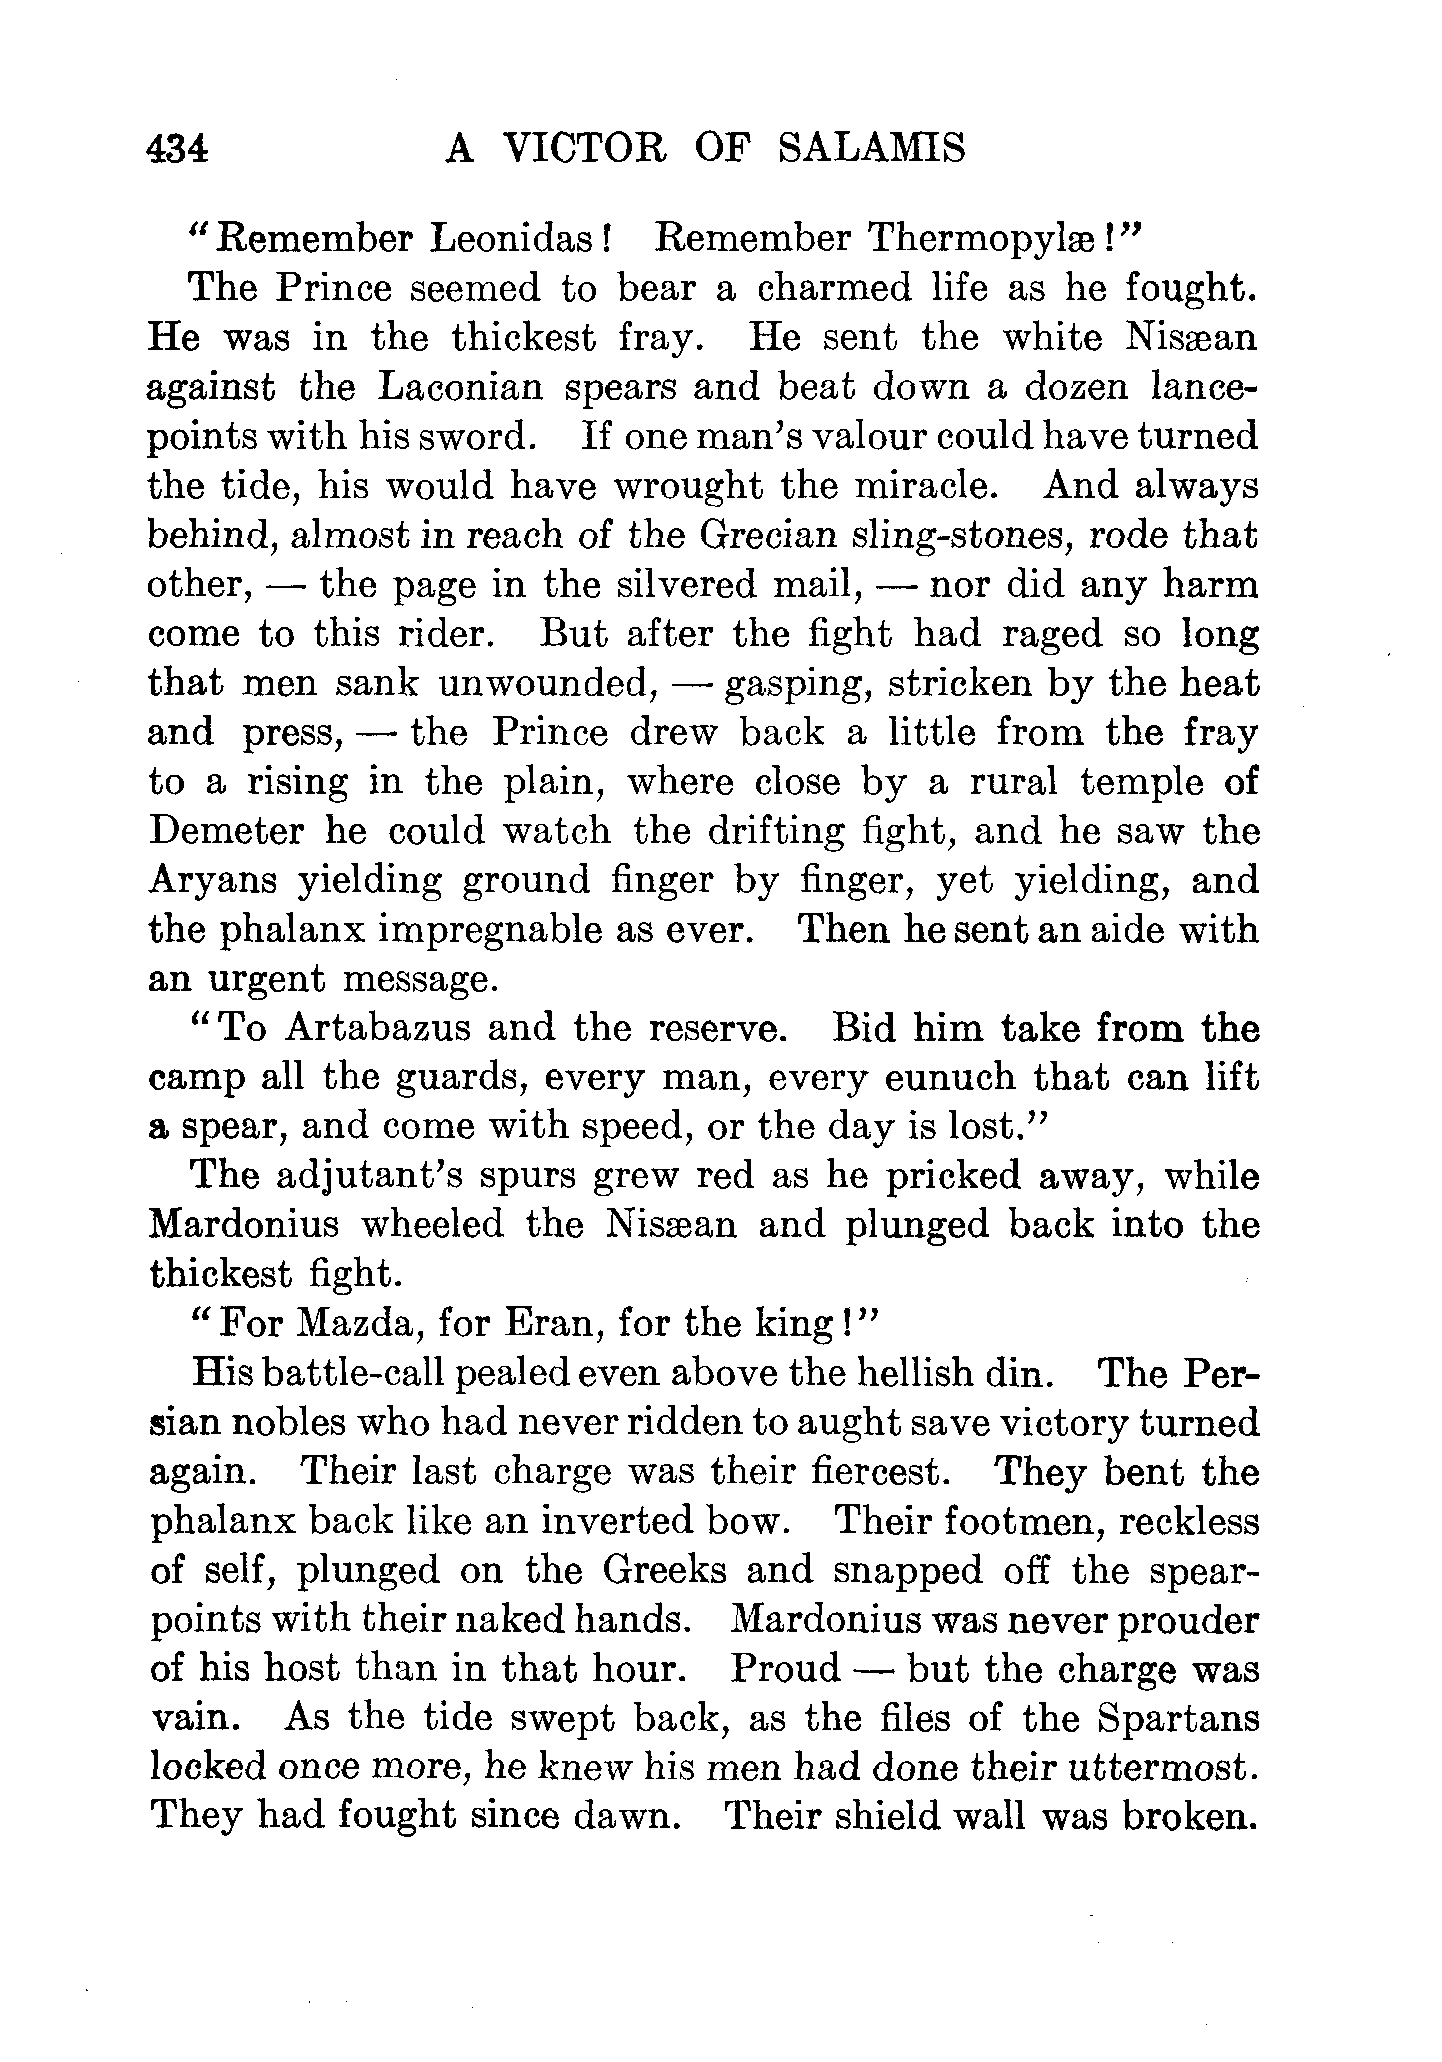 434 A VICTOR OF SALAMIS
“Remember Leonidas! Remember Thermopylæ!”
The Prince seemed to bear a charmed life as he fought.
He was in the thickest fray. He sent the white Nisæan
against the Laconian spears and beat down a dozen lance-
points with his sword. If one man’s valour could have turned
the tide, his would have wrought the miracle. And always
behind, almost in reach of the Grecian sling-stones, rode that
other, — the page in the silvered mail, — nor did any harm
come to this rider. But after the fight had raged so long
that men sank unwounded, — gasping, stricken by the heat
and press, — the Prince drew back a little from the fray
to a rising in the plain, where close by a rural temple of
Demeter he could watch the drifting fight, and he saw the
Aryans yielding ground finger by finger, yet yielding, and
the phalanx impregnable as ever. Then he sent an aide with
an urgent message.
“To Artabazus and the reserve. Bid him take from the
camp all the guards, every man, every eunuch that can lift
a spear, and come with speed, or the day is lost.”
The adjutant’s spurs grew red as he pricked away, while
Mardonius wheeled the Nisæan and plunged back into the
thickest fight.
“For Mazda, for Eran, for the king!”
His battle-call pealed even above the hellish din. The Per-
sian nobles who had never ridden to aught save victory turned
again. Their last charge was their fiercest. They bent the
phalanx back like an inverted bow. Their footmen, reckless
of self, plunged on the Greeks and snapped off the spear-
points with their naked hands. Mardonius was never prouder
of his host than in that hour. Proud — but the charge was
vain. As the tide swept back, as the files of the Spartans
locked once more, he knew his men had done their uttermost.
They had fought since dawn. Their shield wall was broken.